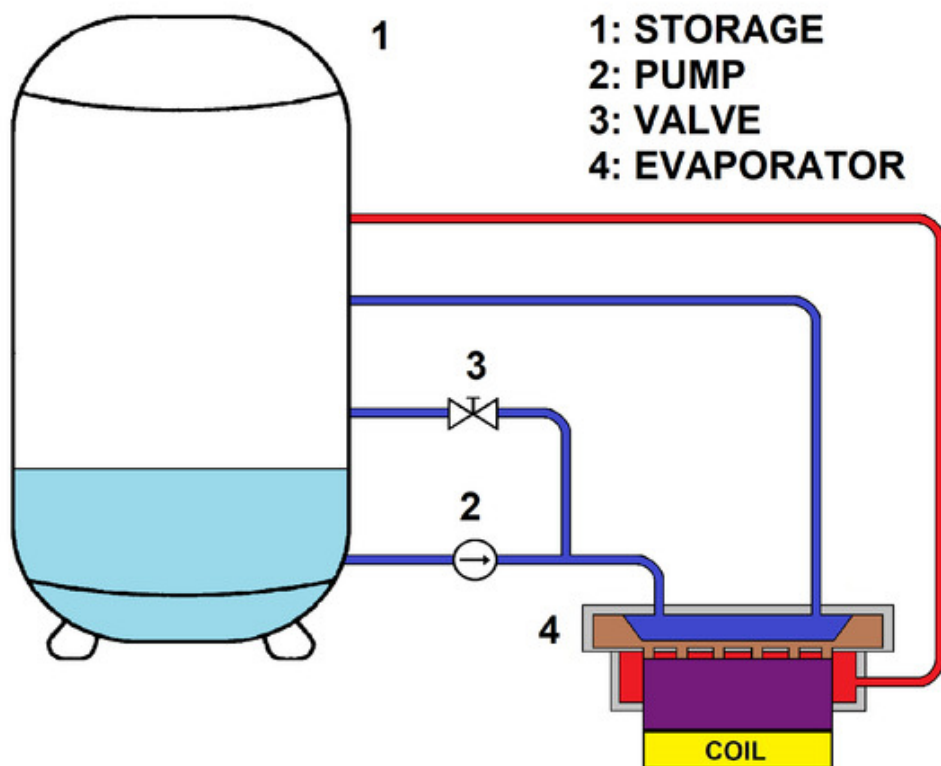 1
1: STORAGE
2: PUMP
3: VALVE
4: EVAPORATOR
3
2
4
COIL